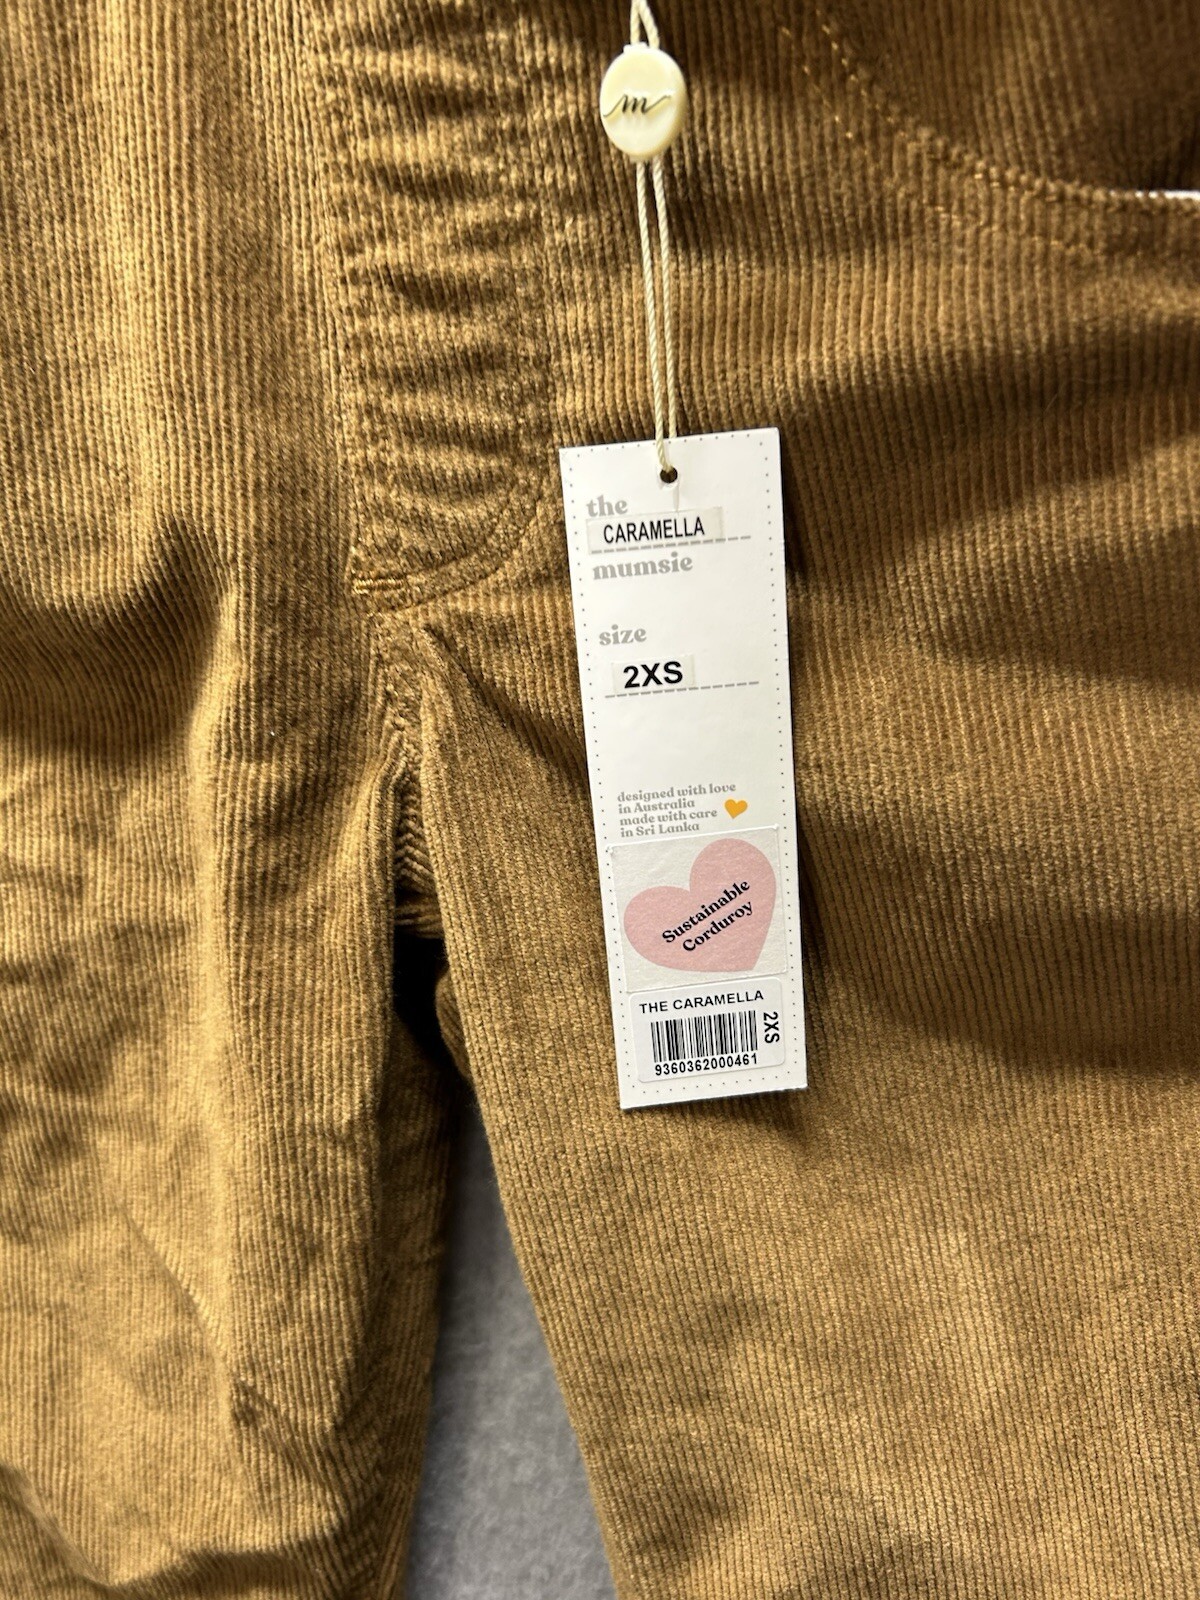 m
the
CARAMELLA
mumsie
size
2XS
designed with love
in Australia
made with care
in Sri Lanka
Sustainable
Corduroy
THE CARAMELLA
2XS
9360362000461